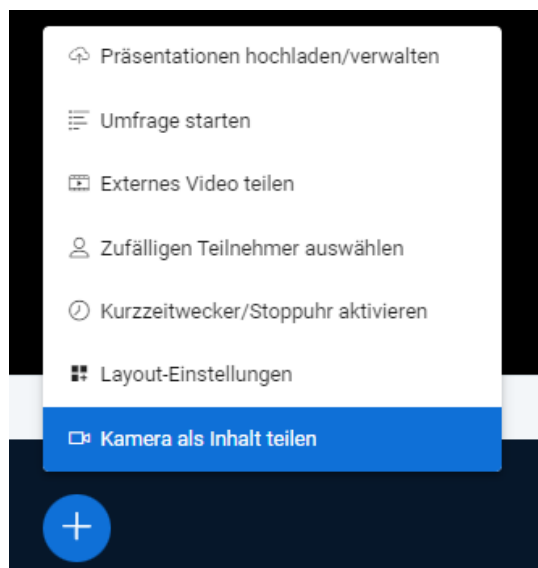 Präsentationen hochladen/verwalten
Umfrage starten
Externes Video teilen
Zufälligen Teilnehmer auswählen
Kurzzeitwecker/Stoppuhr aktivieren
Layout-Einstellungen
Kamera als Inhalt teilen